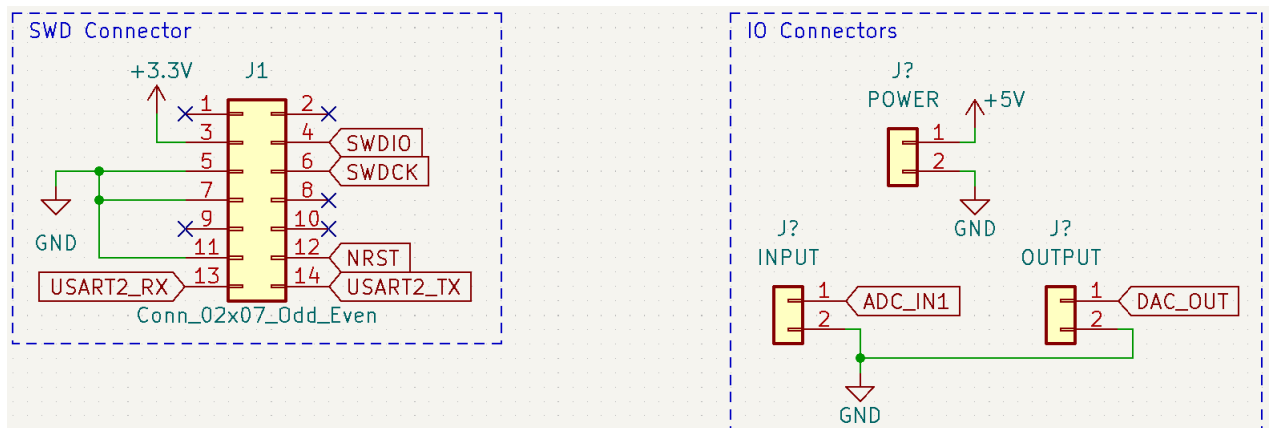 SWD Connector
+3.3V
J1
1 2
3 4 SWDIO
5 6 SWDCK
7 8
9 10
GND
11 12 NRST
USART2_RX 13 14 USART2_TX
Conn_02x07_Odd_Even
IO Connectors
J?
POWER
+5V
1
2
GND
J?
INPUT
1 ADC_IN1
2
GND
J?
OUTPUT
1 DAC_OUT
2